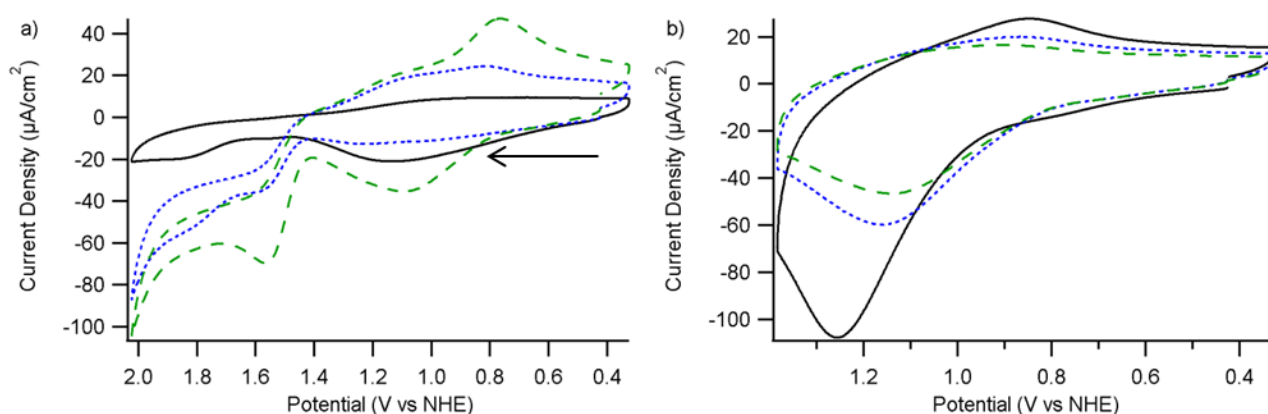 a)
Current Density (µA/cm²)
40
20
0
-20
-40
-60
-80
-100
2.0 1.8 1.6 1.4 1.2 1.0 0.8 0.6 0.4
Potential (V vs NHE)
b)
Current Density (µA/cm²)
20
0
-20
-40
-60
-80
-100
1.2 1.0 0.8 0.6 0.4
Potential (V vs NHE)